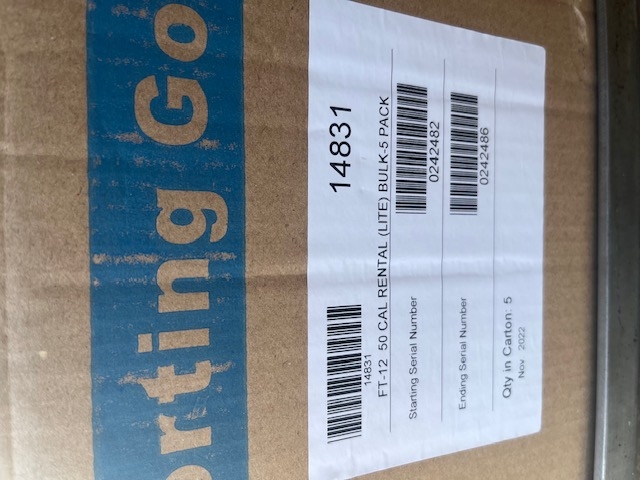 orting Go
14831
14831
FT-12 50 CAL RENTAL (LITE) BULK-5 PACK
Starting Serial Number
0242482
Ending Serial Number
0242486
Qty in Carton: 5
Nov 2022